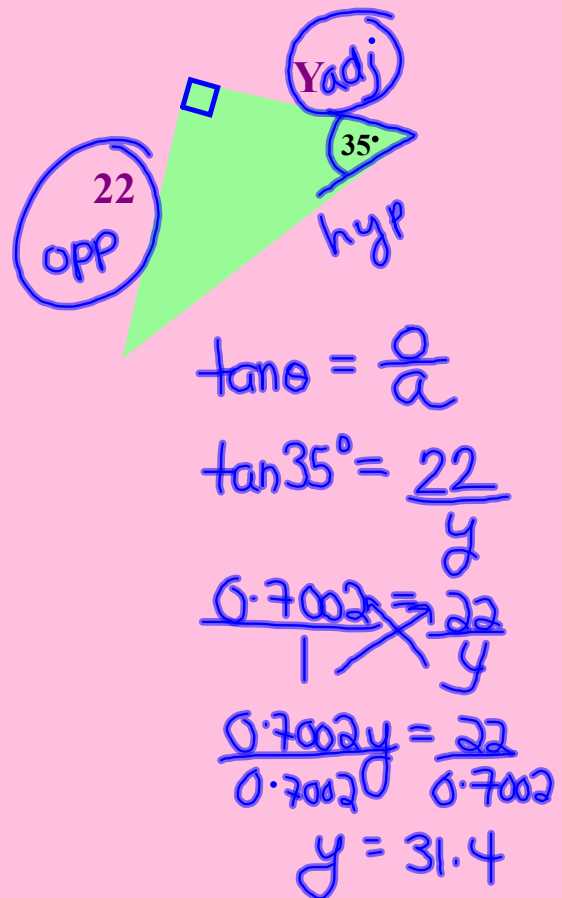 Yadj
35°
22
opp
hyp
tanθ = o/a
tan35° = 22/y
0.7002/1 = 22/y
0.7002y/0.7002 = 22/0.7002
y = 31.4